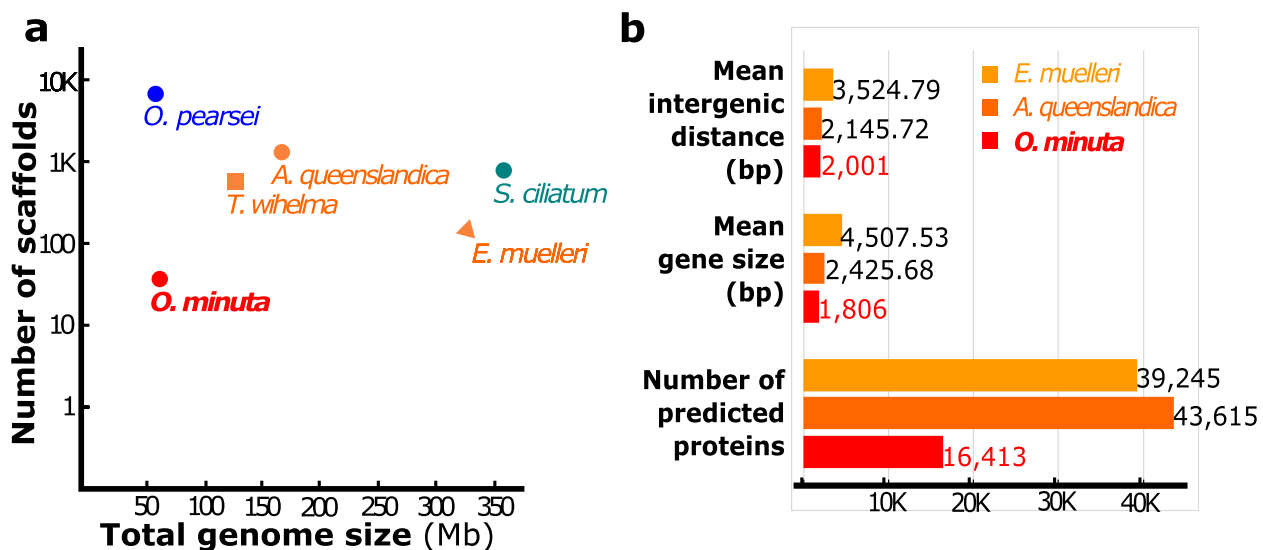 a
Number of scaffolds
10K
1K
100
10
1
O. pearsei
A. queenslandica
T. wihelma
S. ciliatum
E. muelleri
O. minuta
50
100
150
200
250
300
350
Total genome size (Mb)
b
Mean
intergenic
distance
(bp)
3,524.79
2,145.72
2,001
E. muelleri
A. queenslandica
O. minuta
Mean
gene size
(bp)
4,507.53
2,425.68
1,806
Number of
predicted
proteins
39,245
43,615
16,413
0
10K
20K
30K
40K